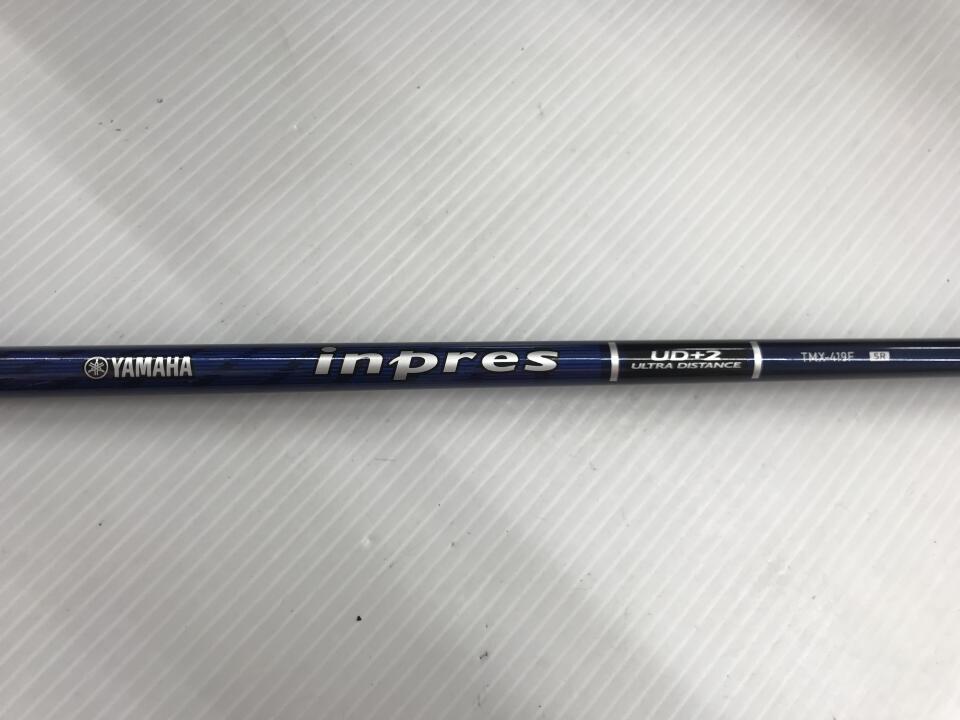 YAMAHA
inpres
UD+2
ULTRA DISTANCE
TMX-419F
SR